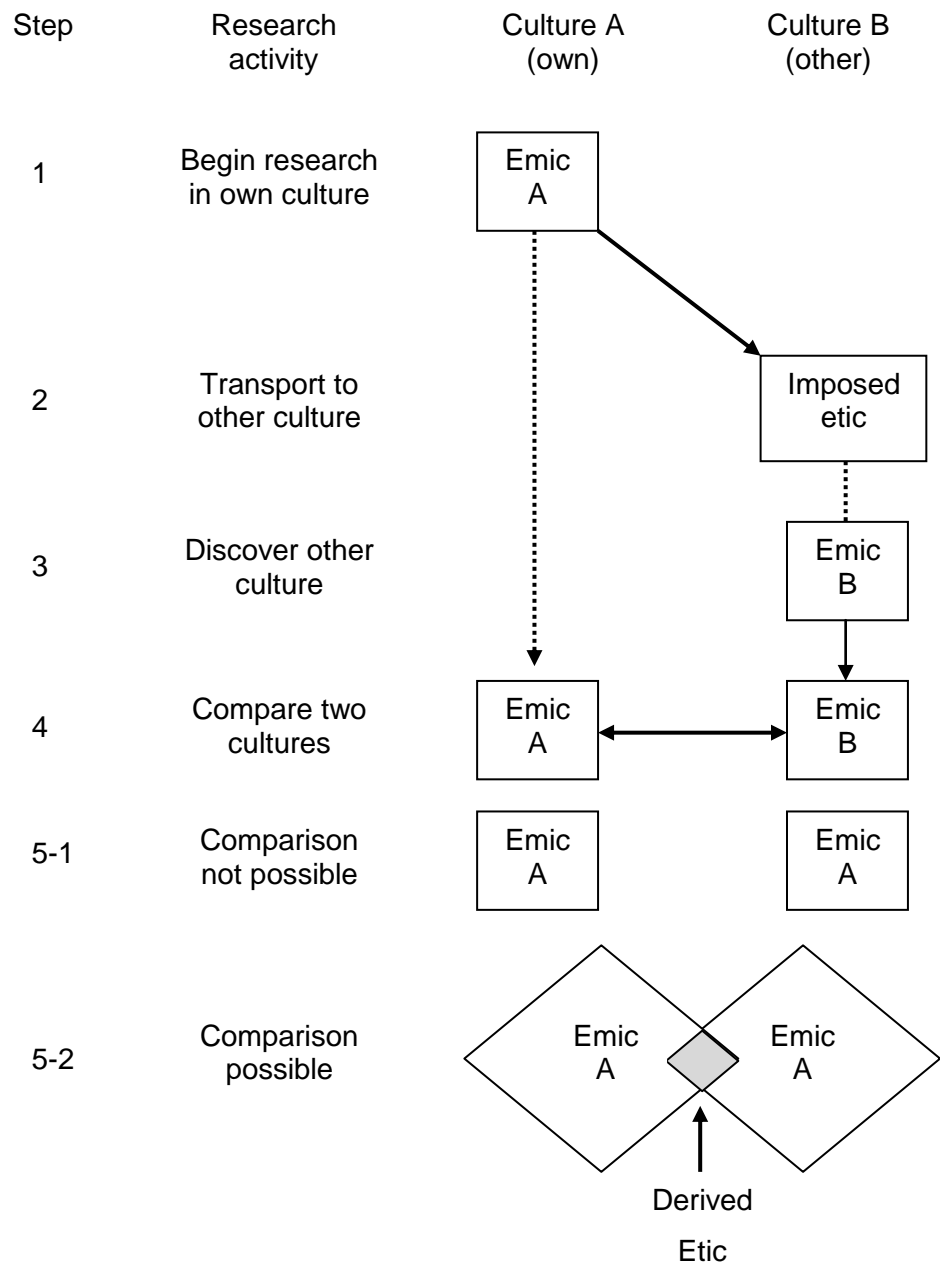 Step
Research
activity
Culture A
(own)
Culture B
(other)
1
Begin research
in own culture
Emic
A
2
Transport to
other culture
Imposed
etic
3
Discover other
culture
Emic
B
4
Compare two
cultures
Emic
A
Emic
B
5-1
Comparison
not possible
Emic
A
Emic
A
5-2
Comparison
possible
Emic
A
Emic
A
Derived
Etic